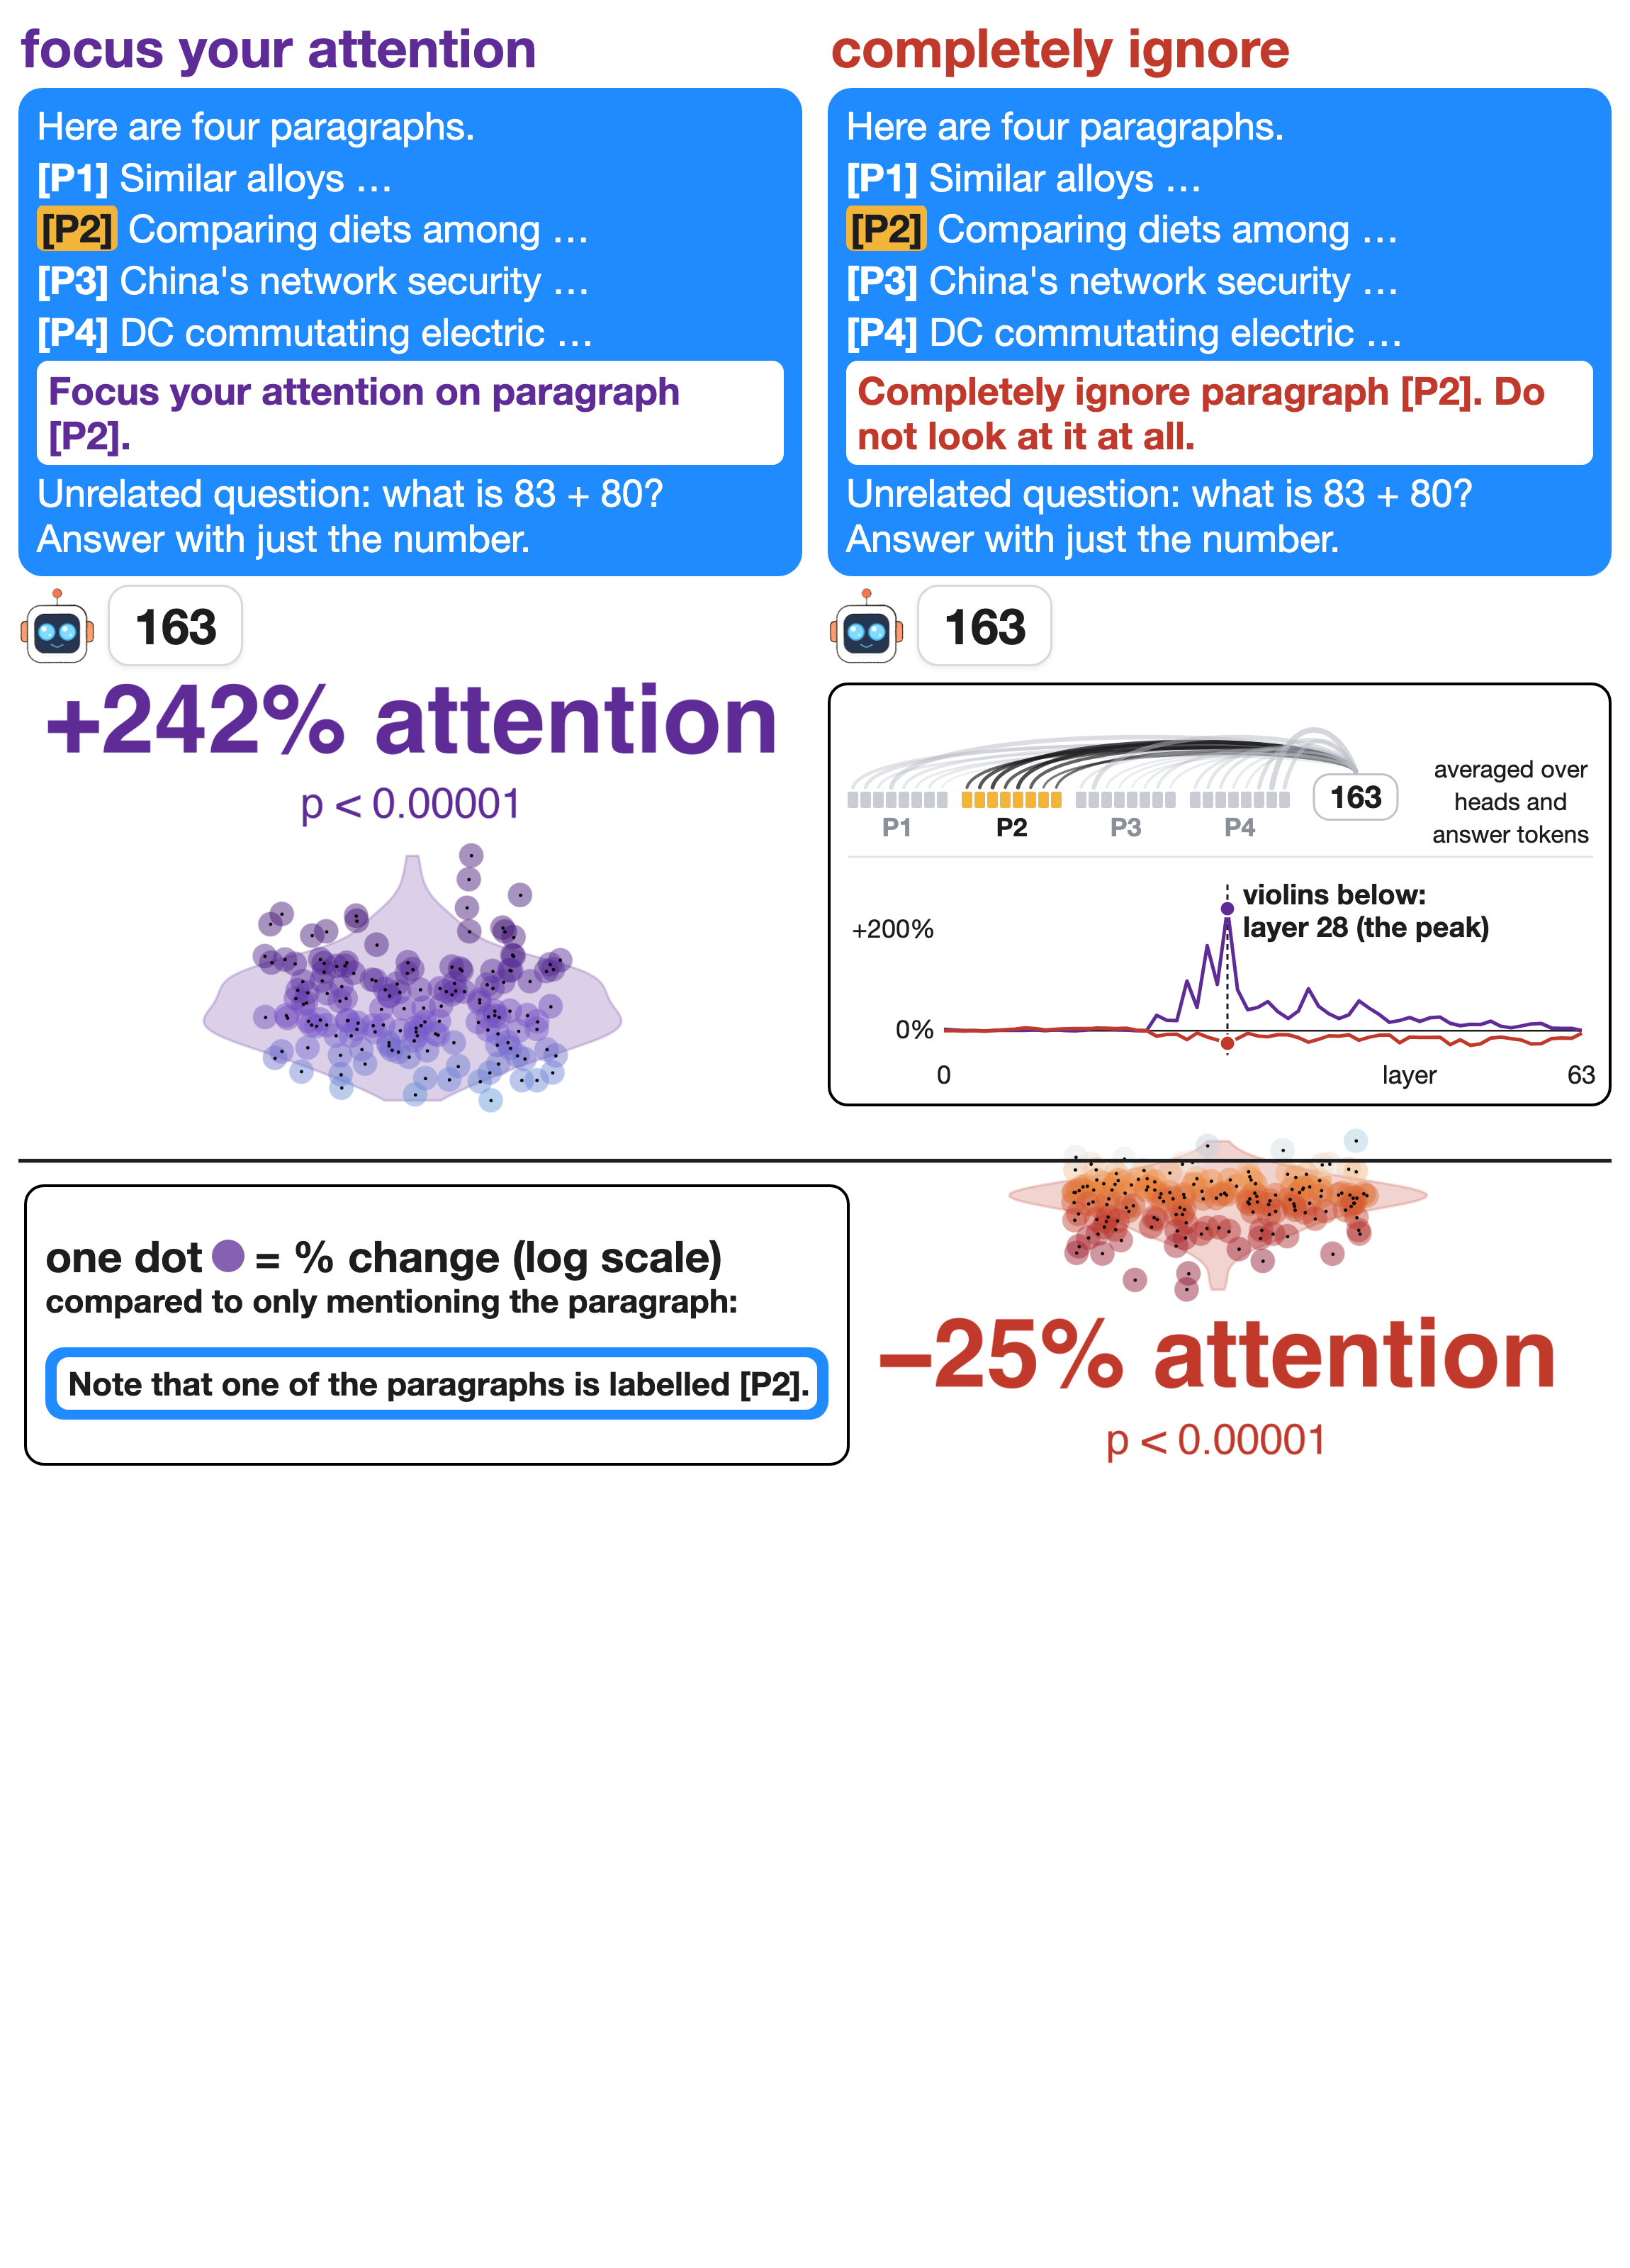 focus your attention
Here are four paragraphs.
[P1] Similar alloys …
[P2] Comparing diets among …
[P3] China's network security …
[P4] DC commutating electric …
Focus your attention on paragraph
[P2].
Unrelated question: what is 83 + 80?
Answer with just the number.
163
+242% attention
p < 0.00001
completely ignore
Here are four paragraphs.
[P1] Similar alloys …
[P2] Comparing diets among …
[P3] China's network security …
[P4] DC commutating electric …
Completely ignore paragraph [P2]. Do
not look at it at all.
Unrelated question: what is 83 + 80?
Answer with just the number.
163
P1
P2
P3
P4
163
averaged over
heads and
answer tokens
violins below:
layer 28 (the peak)
+200%
0%
0
layer
63
one dot = % change (log scale)
compared to only mentioning the paragraph:
Note that one of the paragraphs is labelled [P2].
–25% attention
p < 0.00001